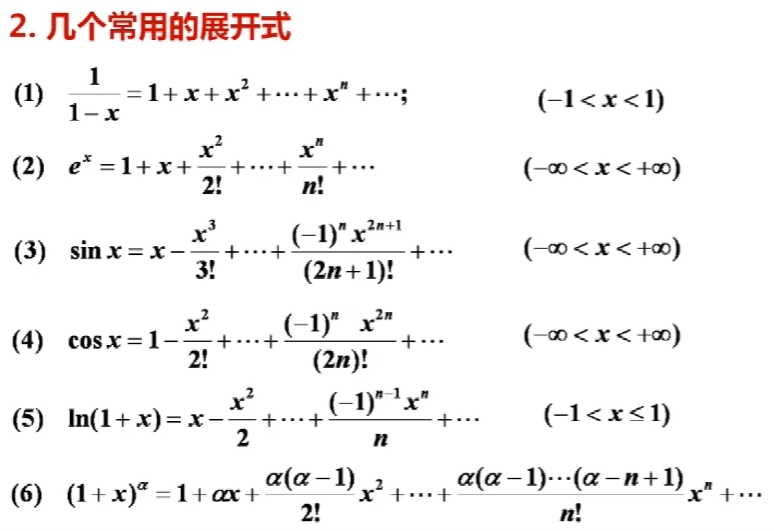 2. 几个常用的展开式
(1) \frac{1}{1-x} = 1 + x + x^2 + \cdots + x^n + \cdots; (-1 < x < 1)
(2) e^x = 1 + x + \frac{x^2}{2!} + \cdots + \frac{x^n}{n!} + \cdots (-\infty < x < +\infty)
(3) \sin x = x - \frac{x^3}{3!} + \cdots + \frac{(-1)^n x^{2n+1}}{(2n+1)!} + \cdots (-\infty < x < +\infty)
(4) \cos x = 1 - \frac{x^2}{2!} + \cdots + \frac{(-1)^n x^{2n}}{(2n)!} + \cdots (-\infty < x < +\infty)
(5) \ln(1+x) = x - \frac{x^2}{2} + \cdots + \frac{(-1)^{n-1} x^n}{n} + \cdots (-1 < x \le 1)
(6) (1+x)^\alpha = 1 + \alpha x + \frac{\alpha(\alpha-1)}{2!} x^2 + \cdots + \frac{\alpha(\alpha-1)\cdots(\alpha-n+1)}{n!} x^n + \cdots